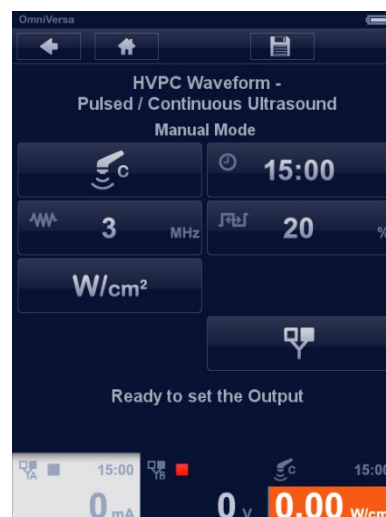 OmniVersa
HVPC Waveform -
Pulsed / Continuous Ultrasound
Manual Mode
C 15:00
3 MHz 20 %
W/cm²
Ready to set the Output
YA 15:00 YB C 15:00
0 mA 0 V 0.00 W/cm